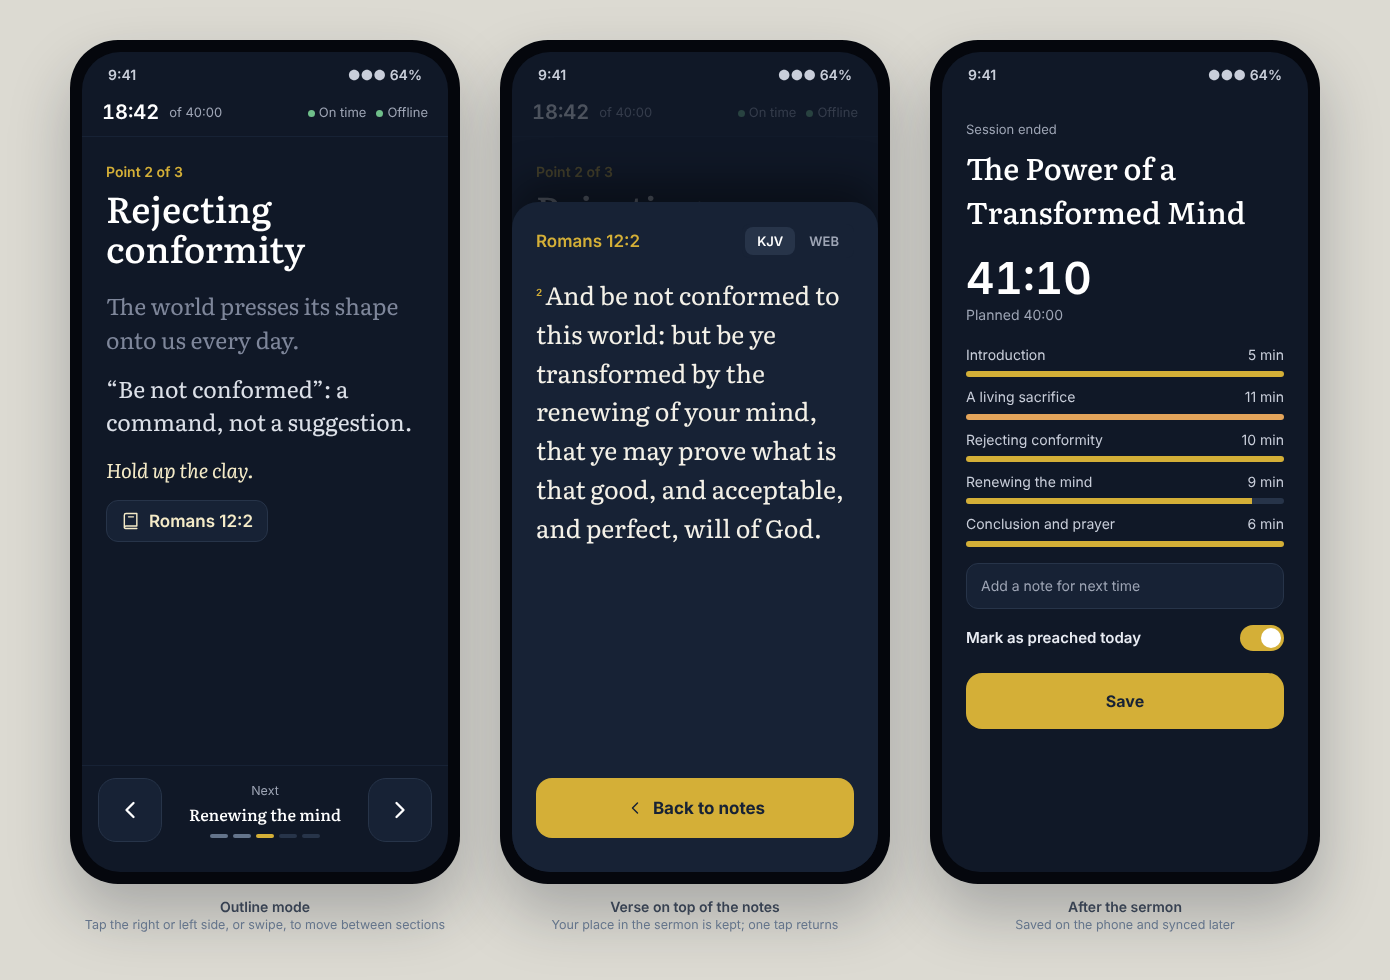 9:41
64%
18:42 of 40:00
On time
Offline
Point 2 of 3
Rejecting
conformity
The world presses its shape
onto us every day.
“Be not conformed”: a
command, not a suggestion.
Hold up the clay.
Romans 12:2
Next
Renewing the mind
Outline mode
Tap the right or left side, or swipe, to move between sections
9:41
64%
18:42 of 40:00
On time
Offline
Point 2 of 3
Romans 12:2
KJV
WEB
2 And be not conformed to
this world: but be ye
transformed by the
renewing of your mind,
that ye may prove what is
that good, and acceptable,
and perfect, will of God.
Back to notes
Verse on top of the notes
Your place in the sermon is kept; one tap returns
9:41
64%
Session ended
The Power of a
Transformed Mind
41:10
Planned 40:00
Introduction 5 min
A living sacrifice 11 min
Rejecting conformity 10 min
Renewing the mind 9 min
Conclusion and prayer 6 min
Add a note for next time
Mark as preached today
Save
After the sermon
Saved on the phone and synced later